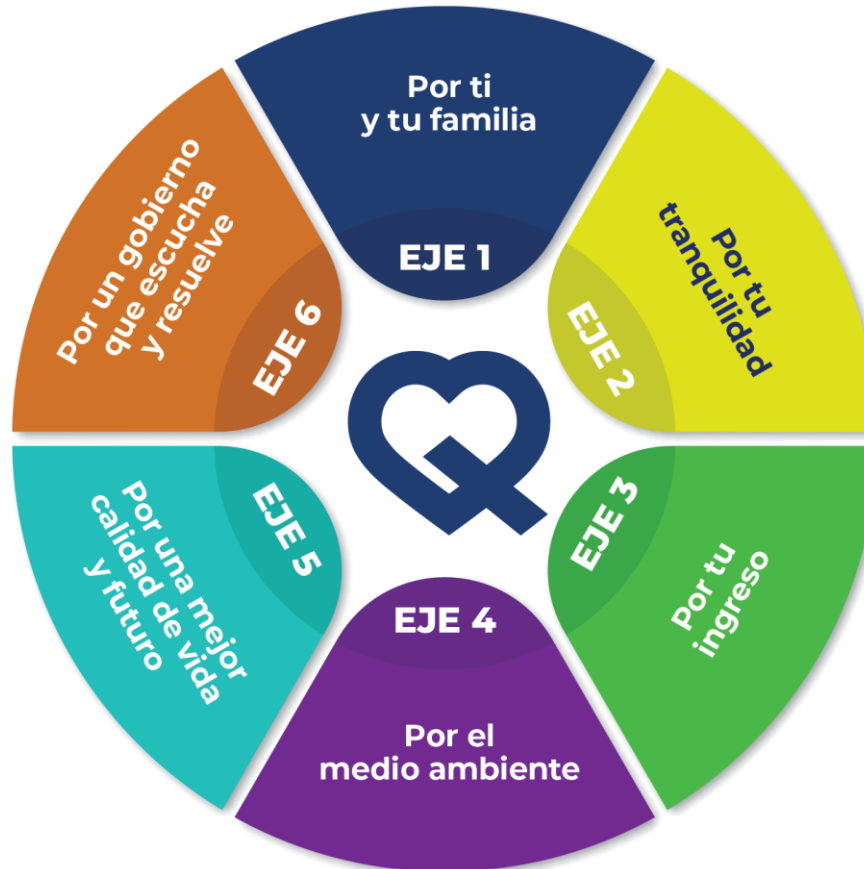 Por ti
y tu familia
EJE 1
Por tu
tranquilidad
EJE 2
Por tu
ingreso
EJE 3
EJE 4
Por el
medio ambiente
Por una mejor
calidad de vida
y futuro
EJE 5
Por un gobierno
que escucha
y resuelve
EJE 6